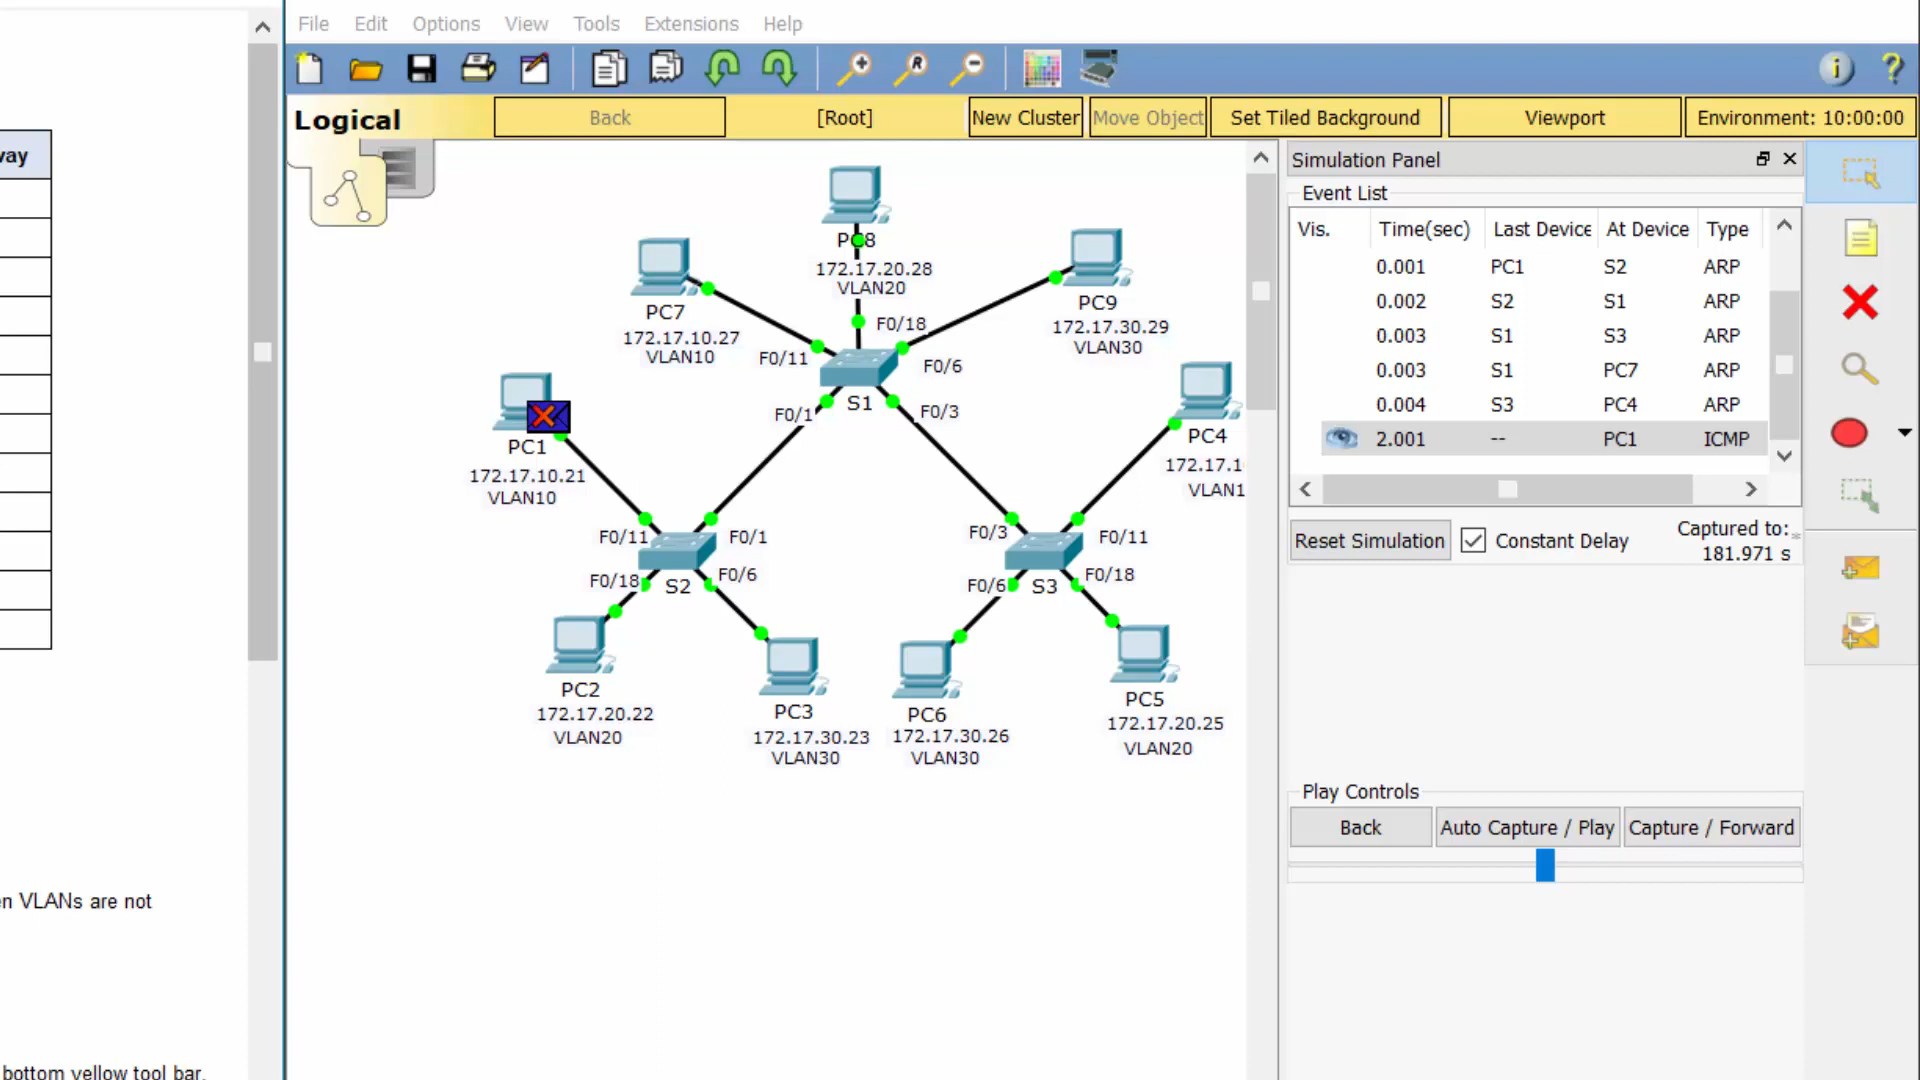 File Edit Options View Tools Extensions Help
Logical Back [Root] New Cluster Move Object Set Tiled Background Viewport Environment: 10:00:00
way
en VLANs are not
bottom yellow tool bar.
PC8
172.17.20.28
VLAN20
PC7
172.17.10.27
VLAN10
PC9
172.17.30.29
VLAN30
F0/18
F0/11
F0/6
S1
F0/1
F0/3
PC1
172.17.10.21
VLAN10
PC4
172.17.1
VLAN1
F0/11
F0/1
F0/18
F0/6
S2
F0/3
F0/11
F0/6
F0/18
S3
PC2
172.17.20.22
VLAN20
PC3
172.17.30.23
VLAN30
PC6
172.17.30.26
VLAN30
PC5
172.17.20.25
VLAN20
Simulation Panel
Event List
Vis. Time(sec) Last Device At Device Type
0.001 PC1 S2 ARP
0.002 S2 S1 ARP
0.003 S1 S3 ARP
0.003 S1 PC7 ARP
0.004 S3 PC4 ARP
2.001 -- PC1 ICMP
Reset Simulation Constant Delay
Captured to: *
181.971 s
Play Controls
Back Auto Capture / Play Capture / Forward